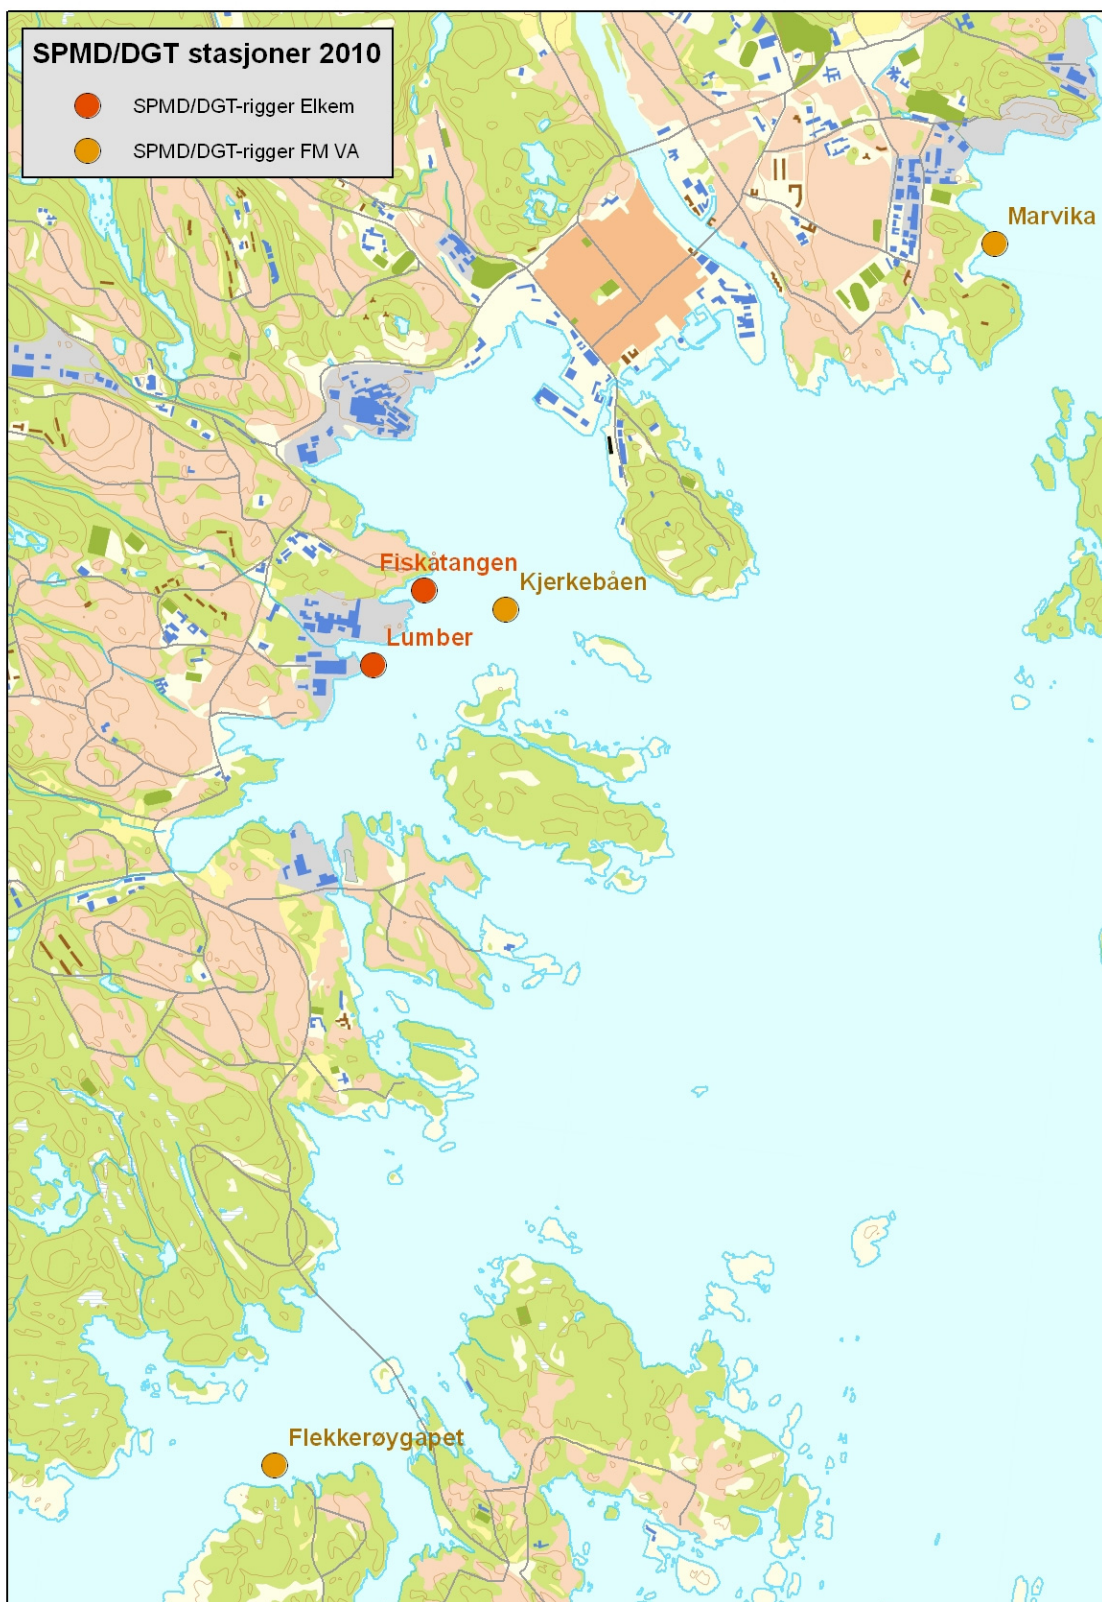 SPMD/DGT stasjoner 2010
SPMD/DGT-rigger Elkem
SPMD/DGT-rigger FM VA
Marvika
Fiskåtangen
Kjerkebåen
Lumber
Flekkerøygapet